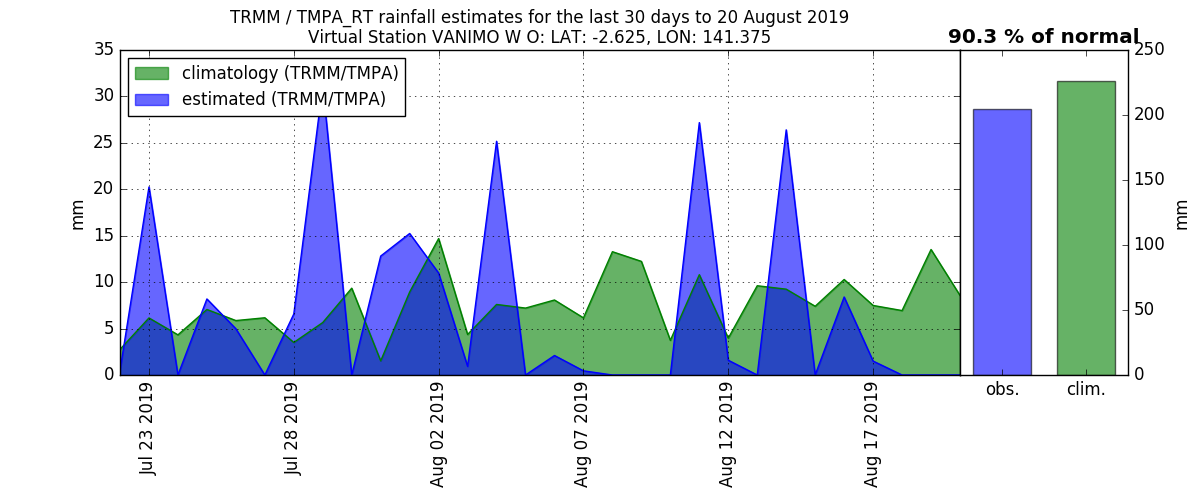 TRMM / TMPA_RT rainfall estimates for the last 30 days to 20 August 2019
Virtual Station VANIMO W O: LAT: -2.625, LON: 141.375
90.3 % of normal
climatology (TRMM/TMPA)
estimated (TRMM/TMPA)
35
30
25
20
15
10
5
0
mm
Jul 23 2019
Jul 28 2019
Aug 02 2019
Aug 07 2019
Aug 12 2019
Aug 17 2019
250
200
150
100
50
0
mm
obs.
clim.